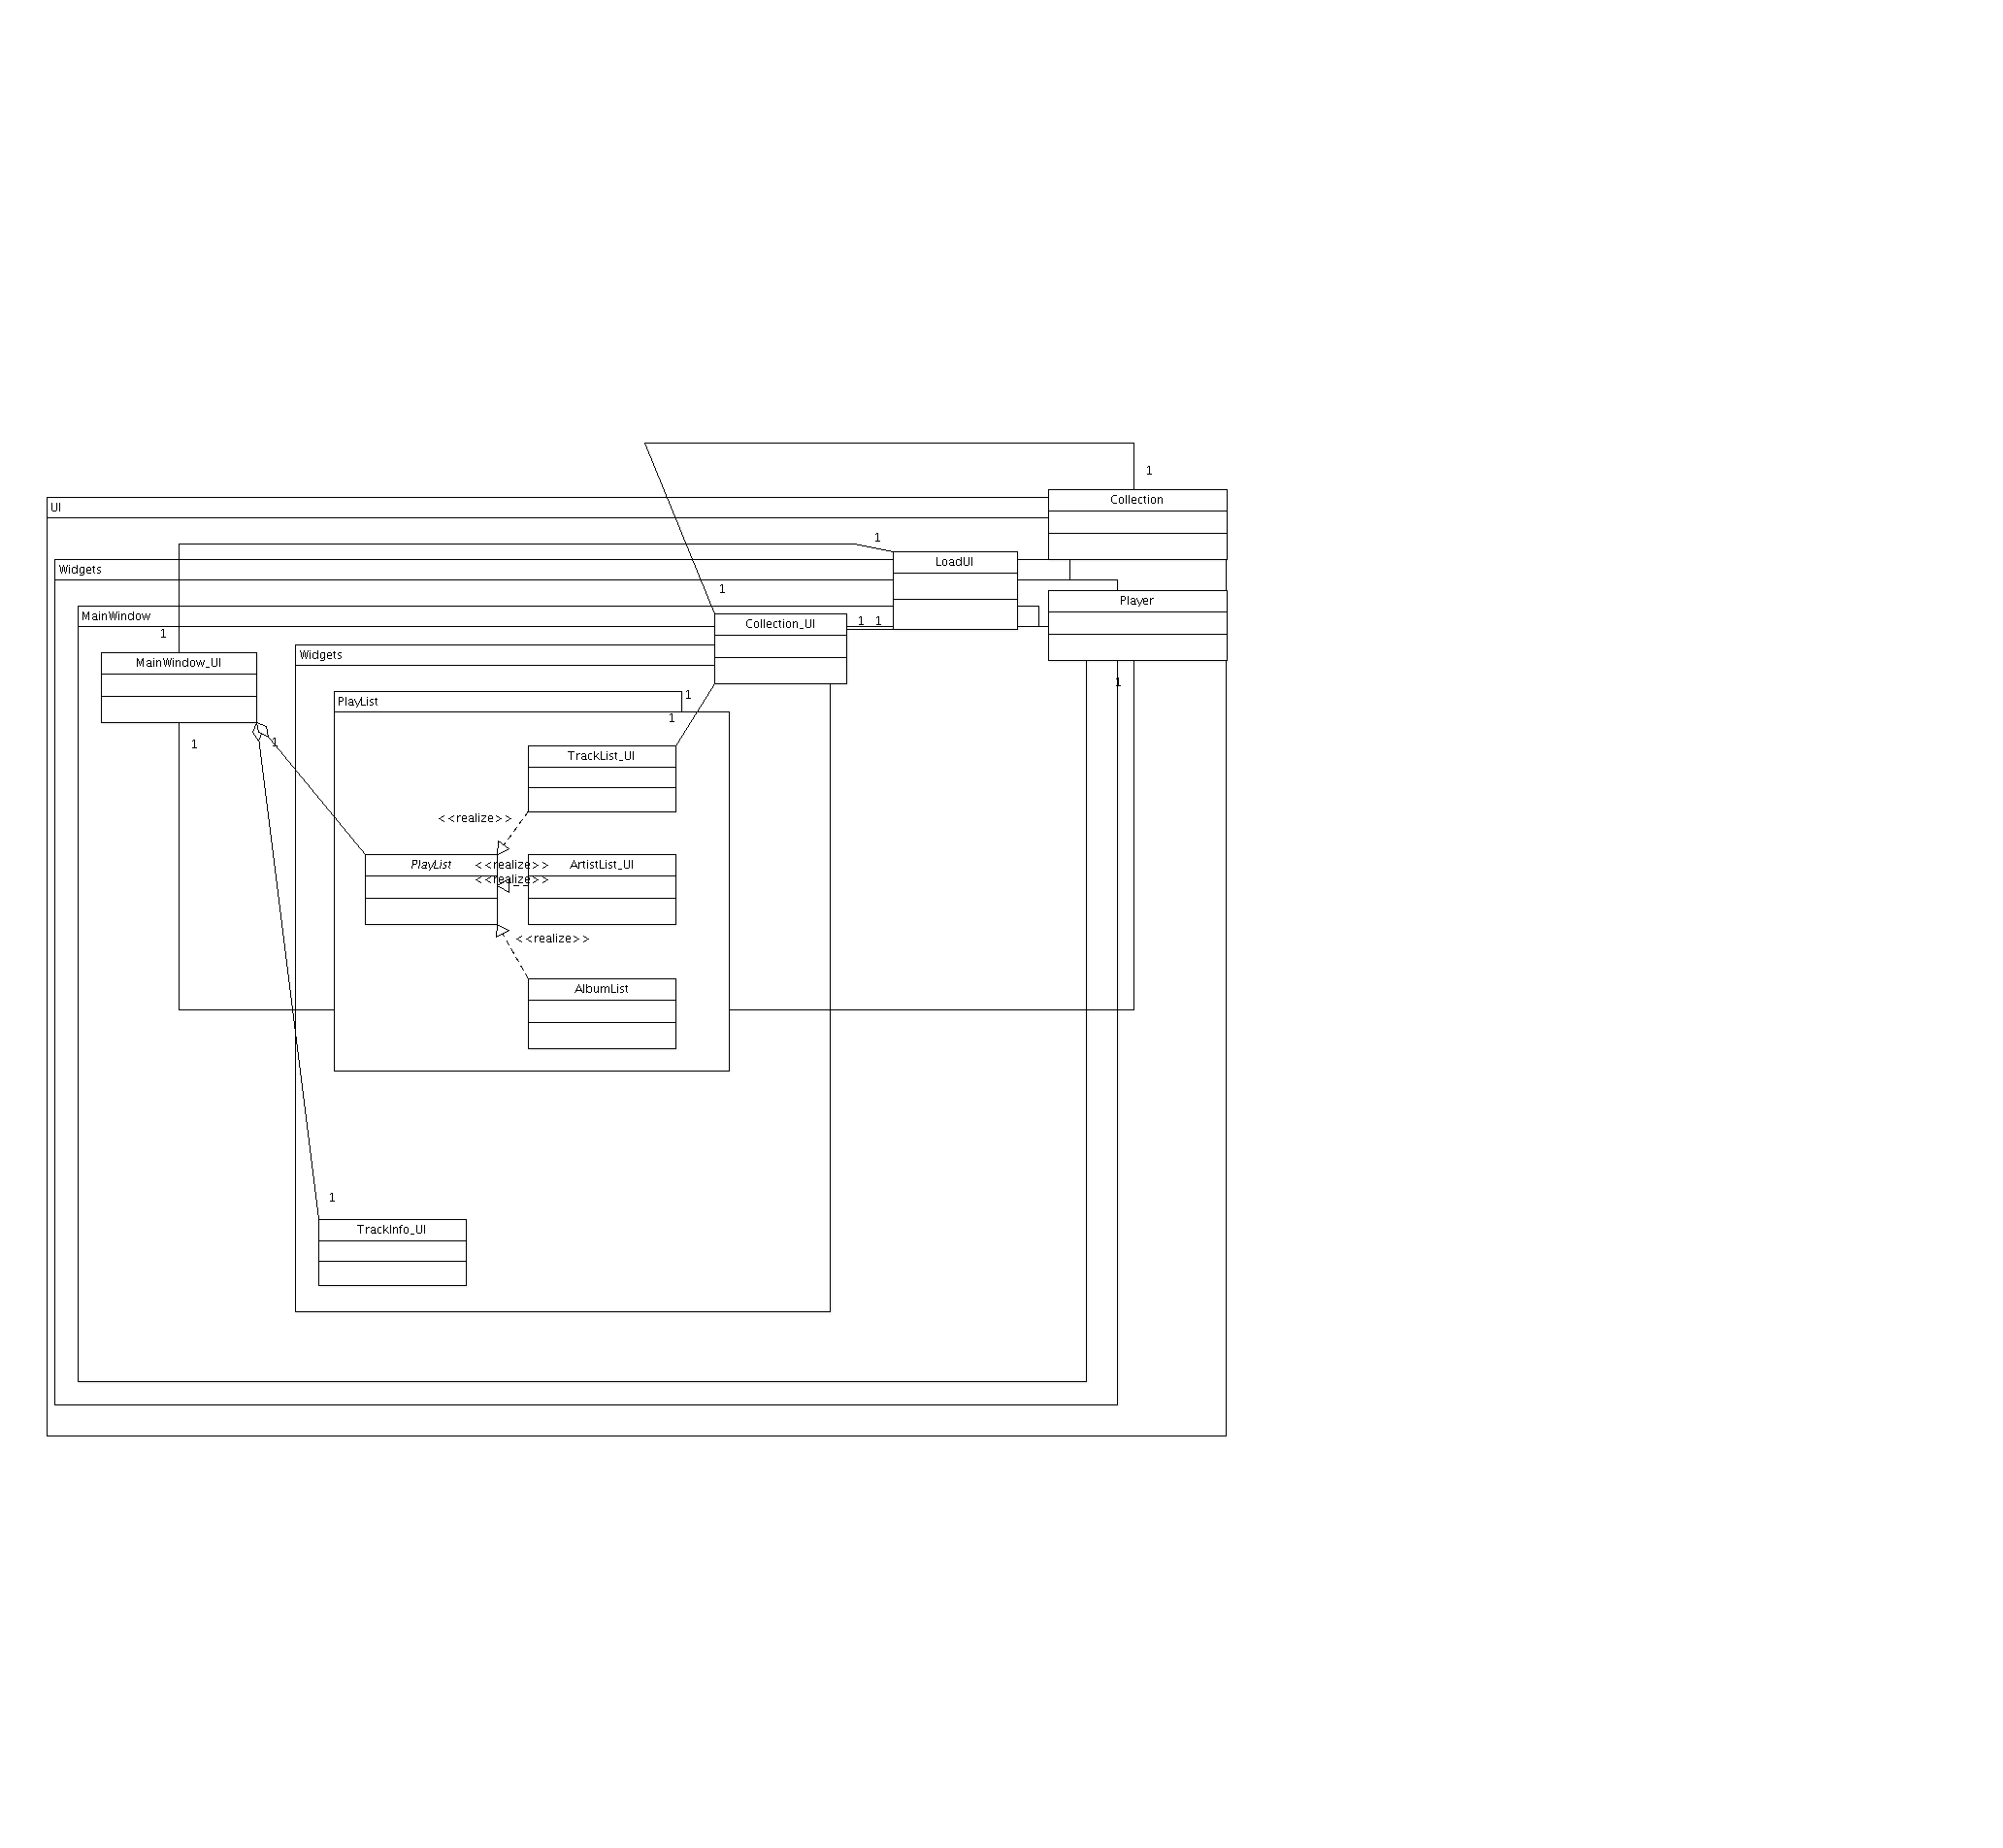 1
Collection
UI
1
LoadUI
Widgets
1
Player
MainWindow
1 1
Collection_UI
1
Widgets
MainWindow_UI
1
1
PlayList
1
1
1
TrackList_UI
<<realize>>
PlayList
<<realize>>
ArtistList_UI
<<realize>>
<<realize>>
AlbumList
1
TrackInfo_UI